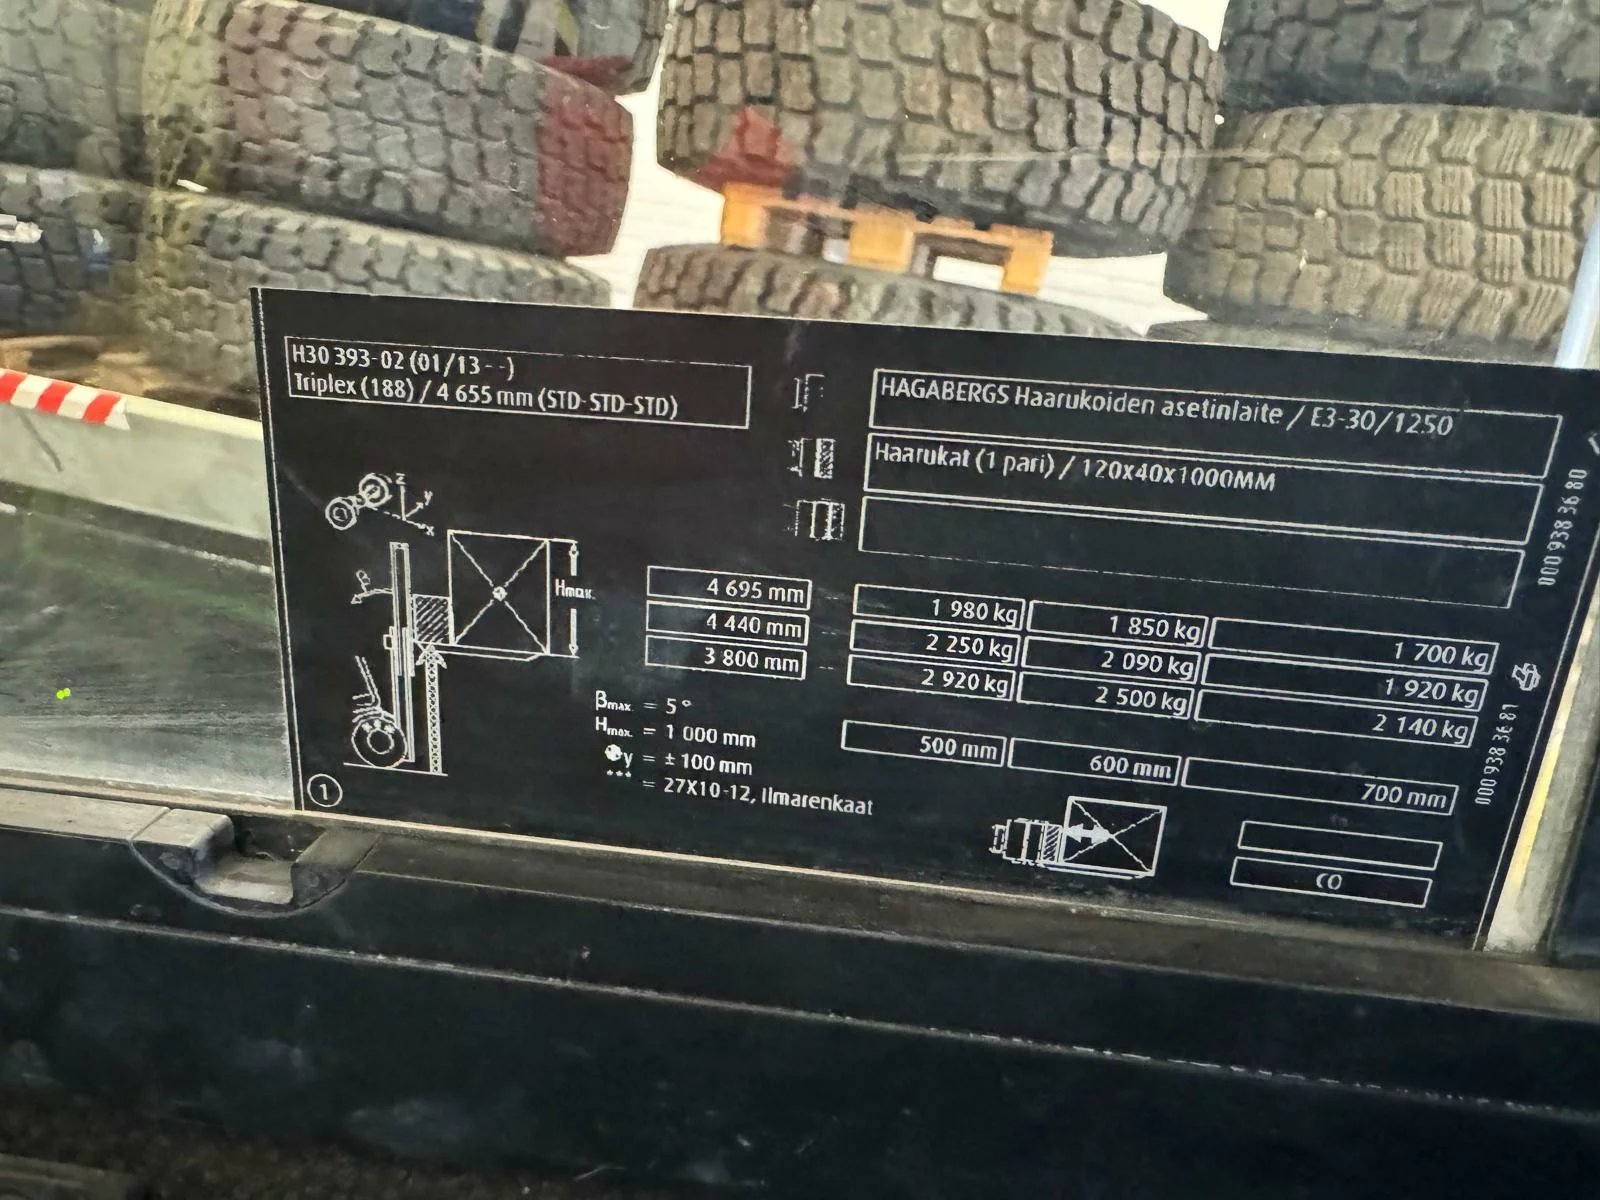 H30 393-02 (01/13 - -)
Triplex (188) / 4 655 mm (STD-STD-STD)
HAGABERGS Haarukoiden asetinlaite / E3-30/1250
Haarukat (1 pari) / 120x40x1000MM
z
y
x
β
Hmax.
4 695 mm 1 980 kg 1 850 kg 1 700 kg
4 440 mm 2 250 kg 2 090 kg 1 920 kg
3 800 mm 2 920 kg 2 500 kg 2 140 kg
500 mm 600 mm 700 mm
βmax. = 5°
Hmax. = 1 000 mm
y = ± 100 mm
*** = 27X10-12, Ilmarenkaat
1
CO
000 938 36 80
000 938 36 81